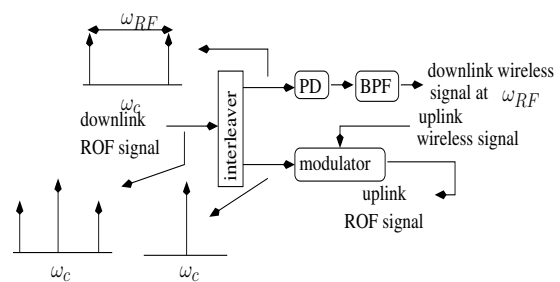 ω_RF
ω_c
downlink
ROF signal
interleaver
PD
BPF
downlink wireless
signal at ω_RF
uplink
wireless signal
modulator
uplink
ROF signal
ω_c
ω_c